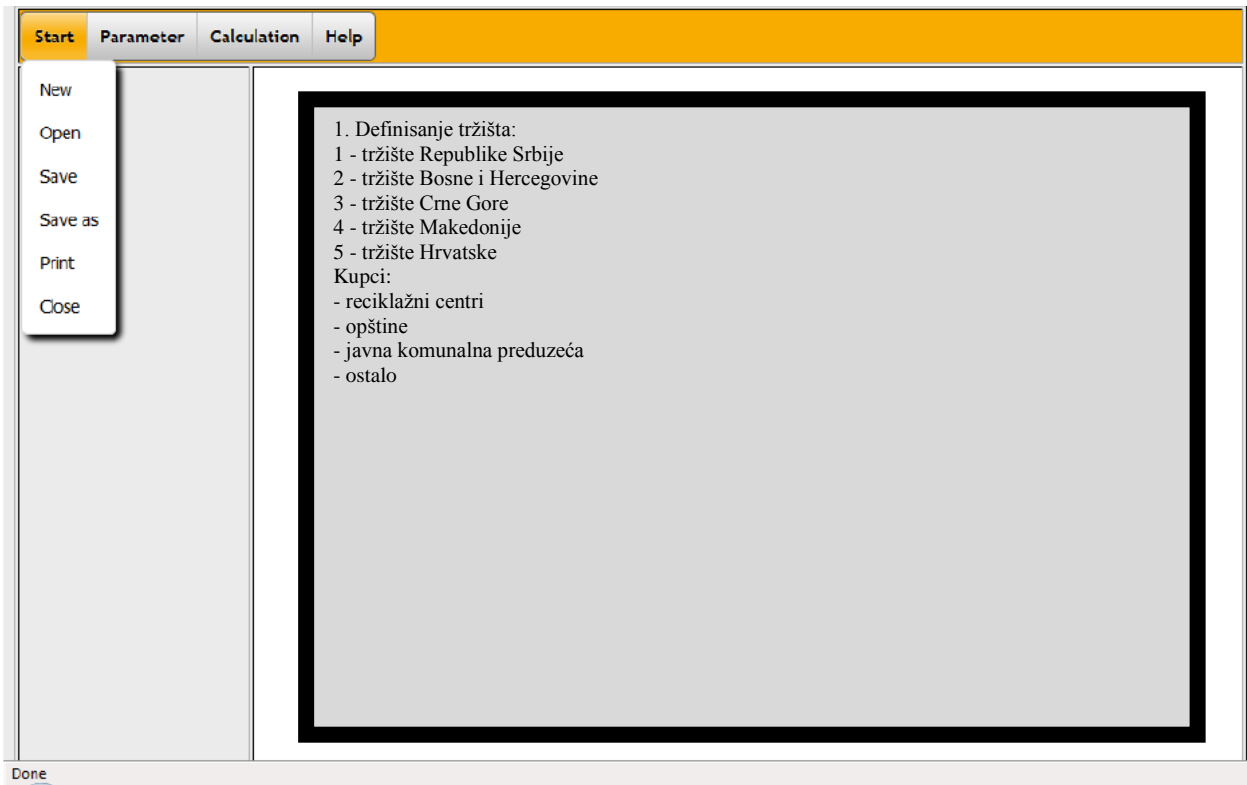 Start Parameter Calculation Help
New
Open
Save
Save as
Print
Close
1. Definisanje tržišta:
1 - tržište Republike Srbije
2 - tržište Bosne i Hercegovine
3 - tržište Crne Gore
4 - tržište Makedonije
5 - tržište Hrvatske
Kupci:
- reciklažni centri
- opštine
- javna komunalna preduzeća
- ostalo
Done